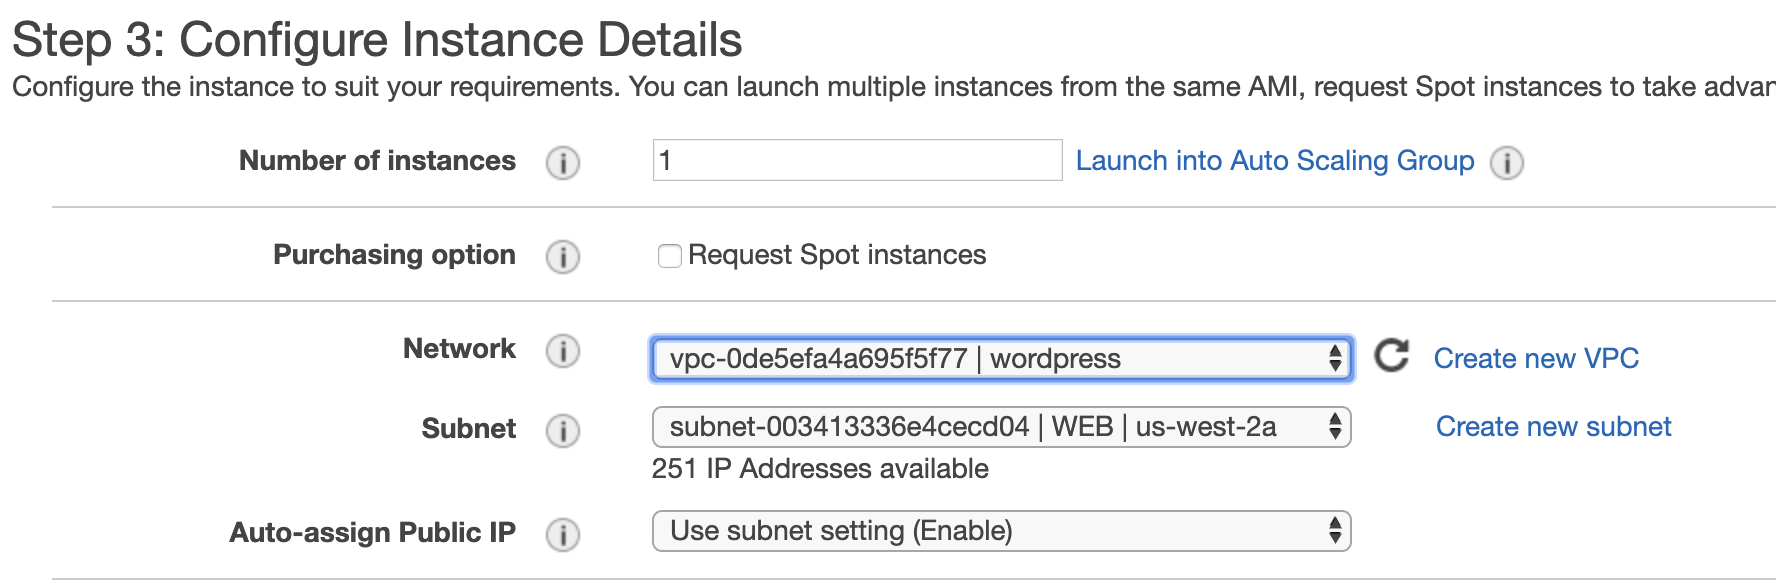 Step 3: Configure Instance Details
Configure the instance to suit your requirements. You can launch multiple instances from the same AMI, request Spot instances to take advan
Number of instances i 1 Launch into Auto Scaling Group i
Purchasing option i Request Spot instances
Network i vpc-0de5efa4a695f5f77 | wordpress Create new VPC
Subnet i subnet-003413336e4cecd04 | WEB | us-west-2a Create new subnet
251 IP Addresses available
Auto-assign Public IP i Use subnet setting (Enable)